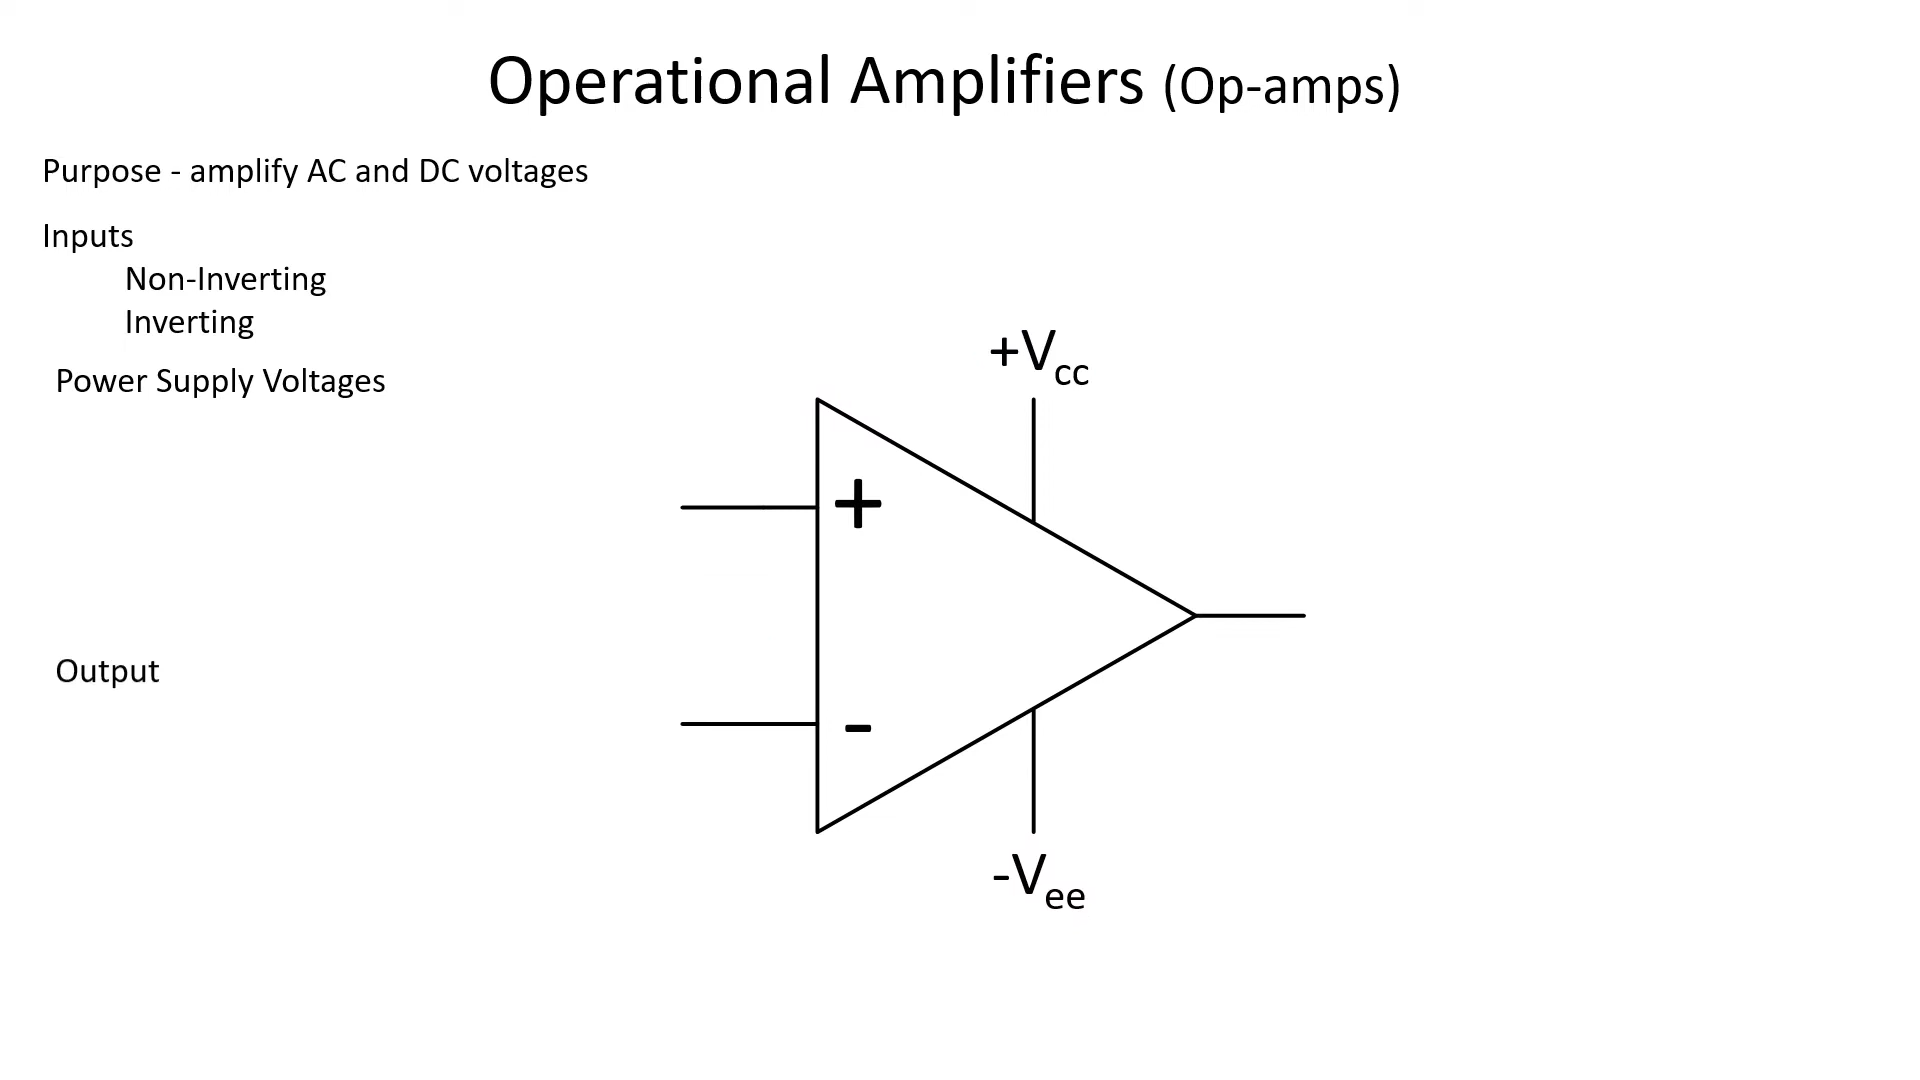 Operational Amplifiers (Op-amps)
Purpose - amplify AC and DC voltages
Inputs
Non-Inverting
Inverting
Power Supply Voltages
Output
+Vcc
+
-
-Vee